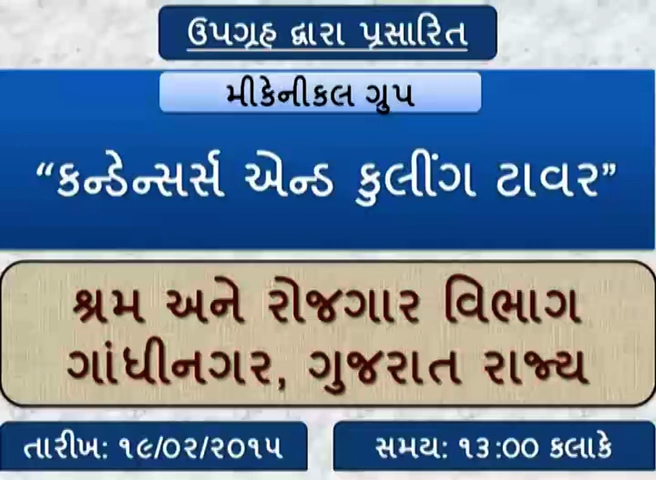 ઉપગ્રહ દ્વારા પ્રસારિત
મીકેનીકલ ગ્રુપ
“કન્ડેન્સર્સ એન્ડ કુલીંગ ટાવર”
શ્રમ અને રોજગાર વિભાગ
ગાંધીનગર, ગુજરાત રાજ્ય
તારીખ: ૧૯/૦૨/૨૦૧૫
સમય: ૧૩:૦૦ કલાકે